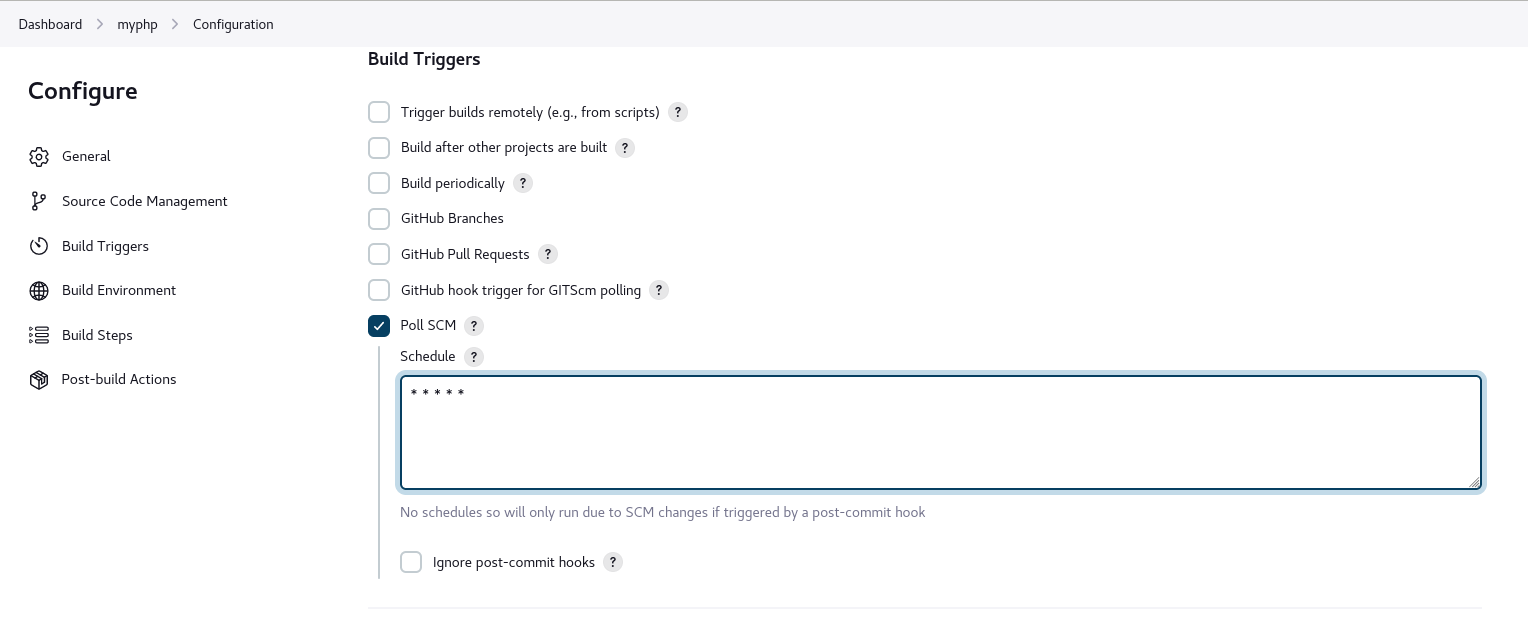 Dashboard > myphp > Configuration
Configure
General
Source Code Management
Build Triggers
Build Environment
Build Steps
Post-build Actions
Build Triggers
Trigger builds remotely (e.g., from scripts) ?
Build after other projects are built ?
Build periodically ?
GitHub Branches
GitHub Pull Requests ?
GitHub hook trigger for GITScm polling ?
Poll SCM ?
Schedule ?
* * * * *
No schedules so will only run due to SCM changes if triggered by a post-commit hook
Ignore post-commit hooks ?